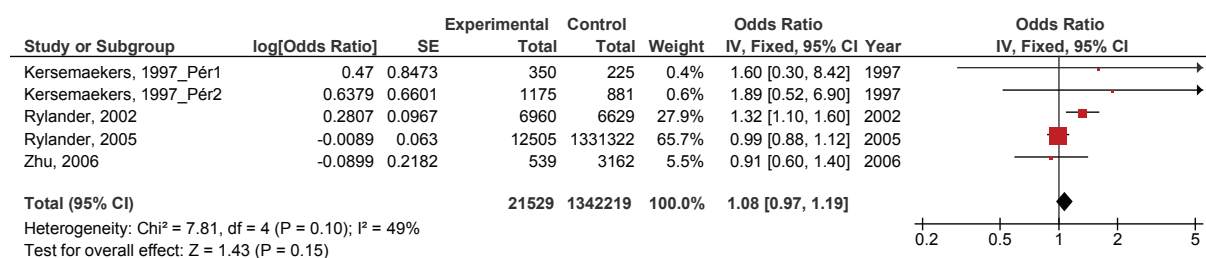 Experimental Control Odds Ratio Odds Ratio
Study or Subgroup log[Odds Ratio] SE Total Total Weight IV, Fixed, 95% CI Year IV, Fixed, 95% CI
Kersemaekers, 1997_Pér1 0.47 0.8473 350 225 0.4% 1.60 [0.30, 8.42] 1997
Kersemaekers, 1997_Pér2 0.6379 0.6601 1175 881 0.6% 1.89 [0.52, 6.90] 1997
Rylander, 2002 0.2807 0.0967 6960 6629 27.9% 1.32 [1.10, 1.60] 2002
Rylander, 2005 -0.0089 0.063 12505 1331322 65.7% 0.99 [0.88, 1.12] 2005
Zhu, 2006 -0.0899 0.2182 539 3162 5.5% 0.91 [0.60, 1.40] 2006
Total (95% CI) 21529 1342219 100.0% 1.08 [0.97, 1.19]
Heterogeneity: Chi² = 7.81, df = 4 (P = 0.10); I² = 49%
Test for overall effect: Z = 1.43 (P = 0.15)
0.2 0.5 1 2 5